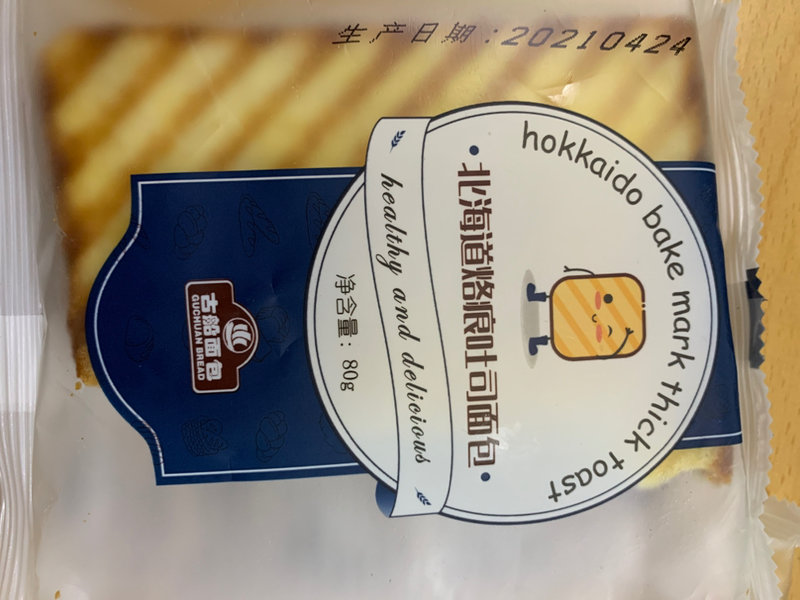 生产日期:20210424
hokkaido bake mark thick toast
·北海道烙痕吐司面包·
healthy and delicious
净含量：80g
古船面包
GUCHUAN BREAD